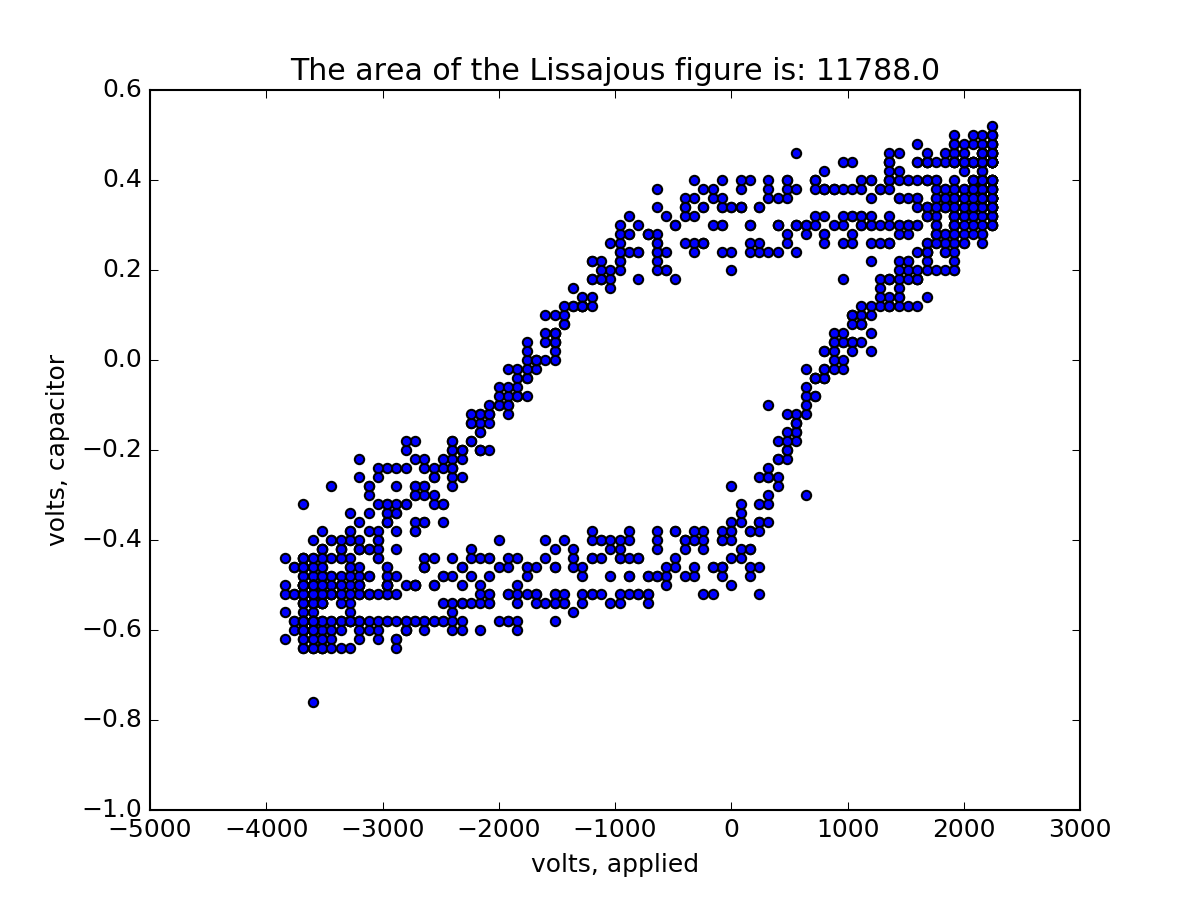 The area of the Lissajous figure is: 11788.0
0.6
0.4
0.2
0.0
−0.2
−0.4
−0.6
−0.8
−1.0
volts, capacitor
−5000 −4000 −3000 −2000 −1000 0 1000 2000 3000
volts, applied